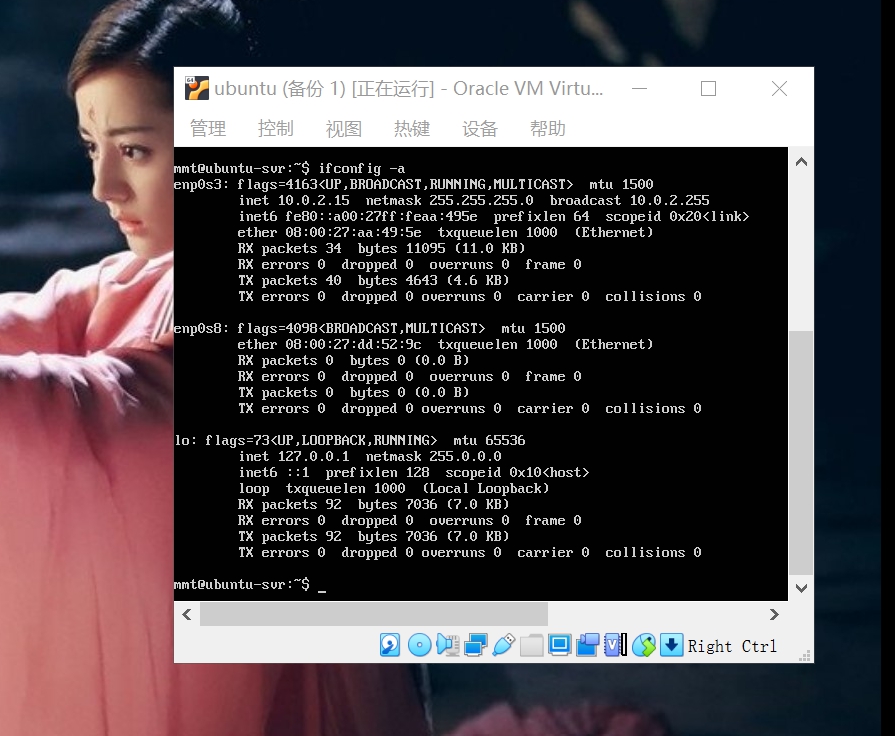 ubuntu (备份 1) [正在运行] - Oracle VM Virtu...
管理 控制 视图 热键 设备 帮助
mmt@ubuntu-svr:~$ ifconfig -a
enp0s3: flags=4163<UP,BROADCAST,RUNNING,MULTICAST>  mtu 1500
        inet 10.0.2.15  netmask 255.255.255.0  broadcast 10.0.2.255
        inet6 fe80::a00:27ff:feaa:495e  prefixlen 64  scopeid 0x20<link>
        ether 08:00:27:aa:49:5e  txqueuelen 1000  (Ethernet)
        RX packets 34  bytes 11095 (11.0 KB)
        RX errors 0  dropped 0  overruns 0  frame 0
        TX packets 40  bytes 4643 (4.6 KB)
        TX errors 0  dropped 0 overruns 0  carrier 0  collisions 0
enp0s8: flags=4098<BROADCAST,MULTICAST>  mtu 1500
        ether 08:00:27:dd:52:9c  txqueuelen 1000  (Ethernet)
        RX packets 0  bytes 0 (0.0 B)
        RX errors 0  dropped 0  overruns 0  frame 0
        TX packets 0  bytes 0 (0.0 B)
        TX errors 0  dropped 0 overruns 0  carrier 0  collisions 0
lo: flags=73<UP,LOOPBACK,RUNNING>  mtu 65536
        inet 127.0.0.1  netmask 255.0.0.0
        inet6 ::1  prefixlen 128  scopeid 0x10<host>
        loop  txqueuelen 1000  (Local Loopback)
        RX packets 92  bytes 7036 (7.0 KB)
        RX errors 0  dropped 0  overruns 0  frame 0
        TX packets 92  bytes 7036 (7.0 KB)
        TX errors 0  dropped 0 overruns 0  carrier 0  collisions 0
mmt@ubuntu-svr:~$ _
Right Ctrl